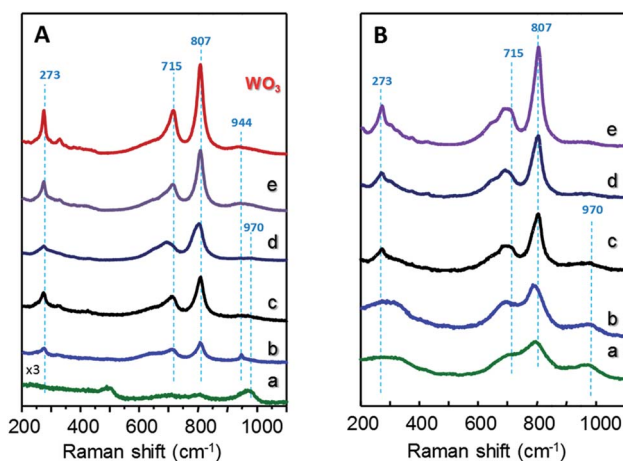 A
807
715
273
WO3
944
e
970
d
c
b
x3
a
200 400 600 800 1000
Raman shift (cm-1)
B
807
715
273
e
d
970
c
b
a
200 400 600 800 1000
Raman shift (cm-1)